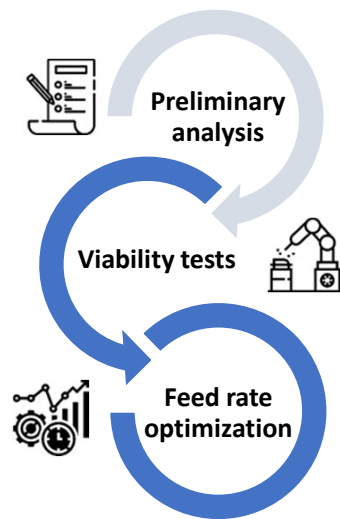 Preliminary
analysis
Viability tests
Feed rate
optimization